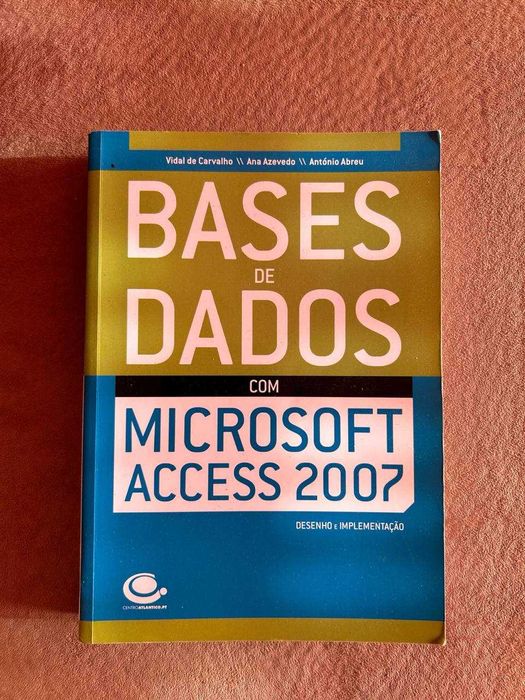 Vidal de Carvalho \\ Ana Azevedo \\ António Abreu
BASES
DE
DADOS
COM
MICROSOFT
ACCESS 2007
DESENHO E IMPLEMENTAÇÃO
CENTROATLANTICO.PT